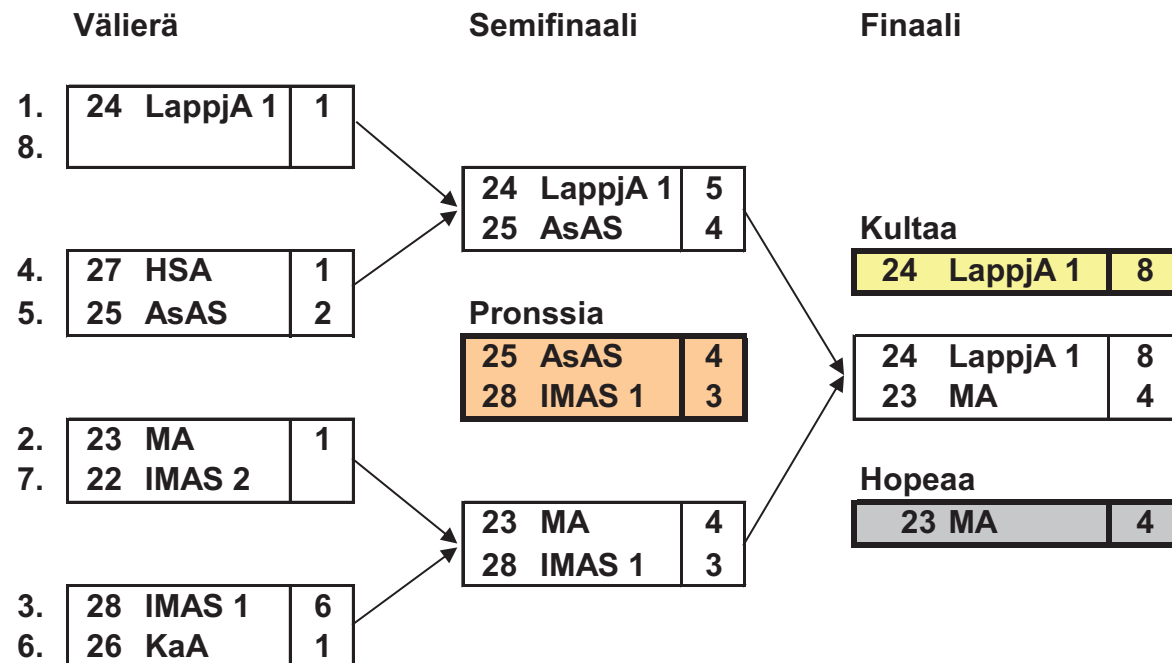 Välierä Semifinaali Finaali
1. 24 LappjA 1 1
8.
4. 27 HSA 1
5. 25 AsAS 2
2. 23 MA 1
7. 22 IMAS 2
3. 28 IMAS 1 6
6. 26 KaA 1
24 LappjA 1 5
25 AsAS 4
Pronssia
25 AsAS 4
28 IMAS 1 3
23 MA 4
28 IMAS 1 3
Kultaa
24 LappjA 1 8
24 LappjA 1 8
23 MA 4
Hopeaa
23 MA 4